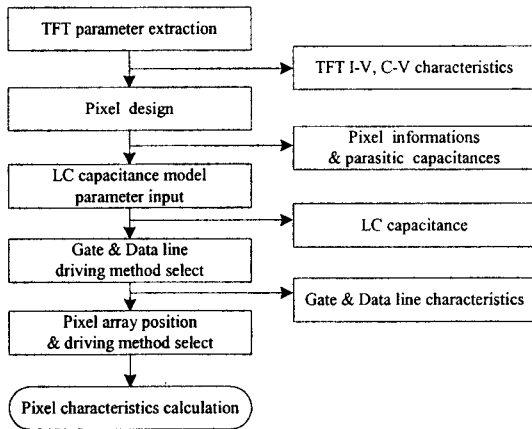 TFT parameter extraction
TFT I-V, C-V characteristics
Pixel design
Pixel informations
& parasitic capacitances
LC capacitance model
parameter input
LC capacitance
Gate & Data line
driving method select
Gate & Data line characteristics
Pixel array position
& driving method select
Pixel characteristics calculation